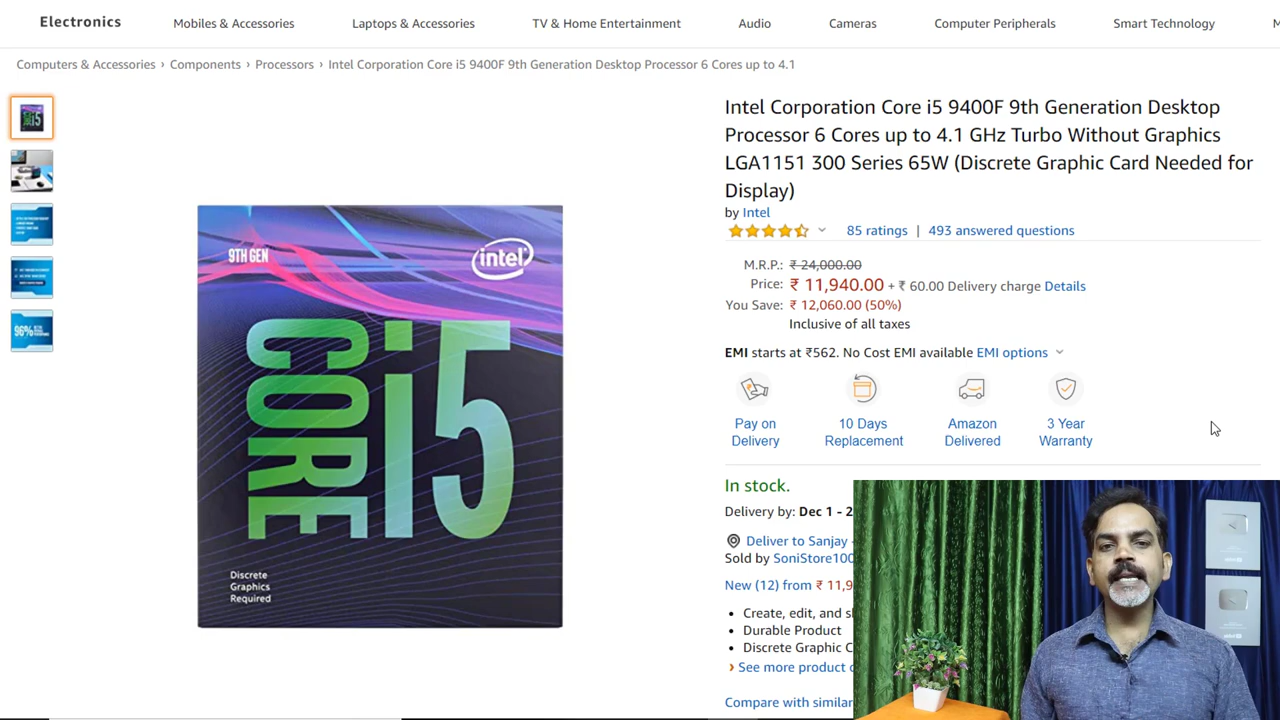 Electronics
Mobiles & Accessories
Laptops & Accessories
TV & Home Entertainment
Audio
Cameras
Computer Peripherals
Smart Technology
M
Computers & Accessories › Components › Processors › Intel Corporation Core i5 9400F 9th Generation Desktop Processor 6 Cores up to 4.1
9TH GEN
intel
CORE i5
Discrete
Graphics
Required
Intel Corporation Core i5 9400F 9th Generation Desktop
Processor 6 Cores up to 4.1 GHz Turbo Without Graphics
LGA1151 300 Series 65W (Discrete Graphic Card Needed for
Display)
by Intel
85 ratings | 493 answered questions
M.R.P.: ₹ 24,000.00
Price: ₹ 11,940.00 + ₹ 60.00 Delivery charge Details
You Save: ₹ 12,060.00 (50%)
Inclusive of all taxes
EMI starts at ₹562. No Cost EMI available EMI options
Pay on
Delivery
10 Days
Replacement
Amazon
Delivered
3 Year
Warranty
In stock.
Delivery by: Dec 1 - 2
Deliver to Sanjay -
Sold by SoniStore100
New (12) from ₹ 11,9
• Create, edit, and sh
• Durable Product
• Discrete Graphic C
› See more product
Compare with similar